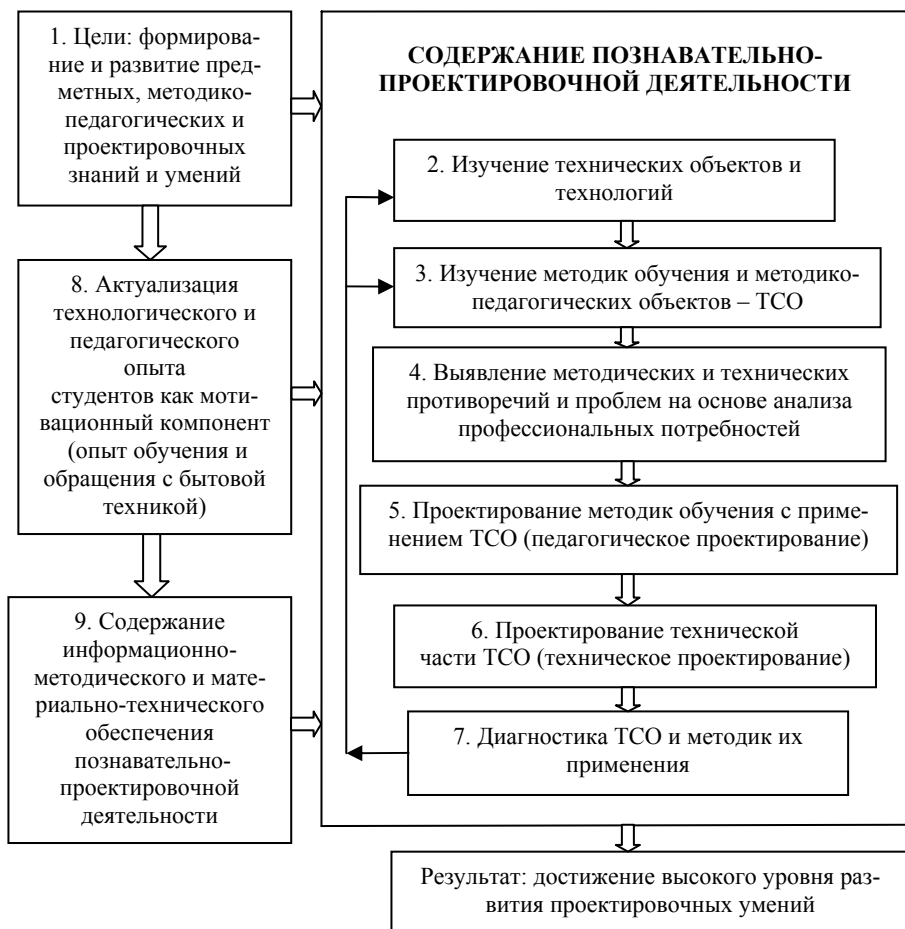 1. Цели: формирова-
ние и развитие пред-
метных, методико-
педагогических и
проектировочных
знаний и умений
8. Актуализация
технологического и
педагогического
опыта
студентов как моти-
вационный компонент
(опыт обучения и
обращения с бытовой
техникой)
9. Содержание
информационно-
методического и мате-
риально-технического
обеспечения
познавательно-
проектировочной
деятельности
СОДЕРЖАНИЕ ПОЗНАВАТЕЛЬНО-
ПРОЕКТИРОВОЧНОЙ ДЕЯТЕЛЬНОСТИ
2. Изучение технических объектов и
технологий
3. Изучение методик обучения и методико-
педагогических объектов – ТСО
4. Выявление методических и технических
противоречий и проблем на основе анализа
профессиональных потребностей
5. Проектирование методик обучения с приме-
нением ТСО (педагогическое проектирование)
6. Проектирование технической
части ТСО (техническое проектирование)
7. Диагностика ТСО и методик их
применения
Результат: достижение высокого уровня раз-
вития проектировочных умений